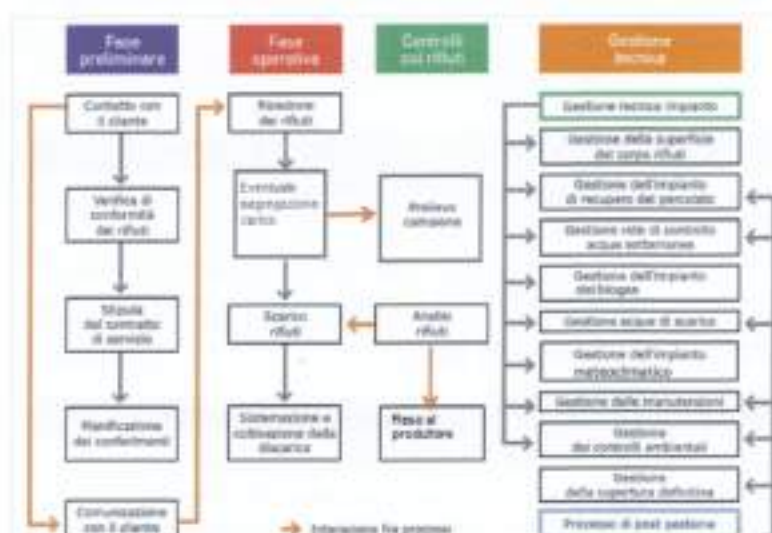 Fase
preliminare
Fase
operativa
Controlli
sui rifiuti
Gestione
tecnica
Contatto con
il cliente
Verifica di
conformità
dei rifiuti
Stipula
del contratto
di servizio
Pianificazione
dei conferimenti
Comunicazione
con il cliente
Ricezione
dei rifiuti
Eventuale
segregazione
carico
Scarico
rifiuti
Sistemazione e
coltivazione della
discarica
Prelievo
campione
Analisi
rifiuti
produttore
Gestione tecnica impianto
Gestione della superficie
del corpo rifiuti
Gestione dell'impianto
di recupero del percolato
Gestione rete di controllo
acque sotterranee
Gestione dell'impianto
del biogas
Gestione acque di scarico
Gestione dell'impianto
meteoclimatico
Gestione delle manutenzioni
Gestione
dei controlli ambientali
Gestione
della copertura definitiva
Processo di post gestione
Interazione fra processi